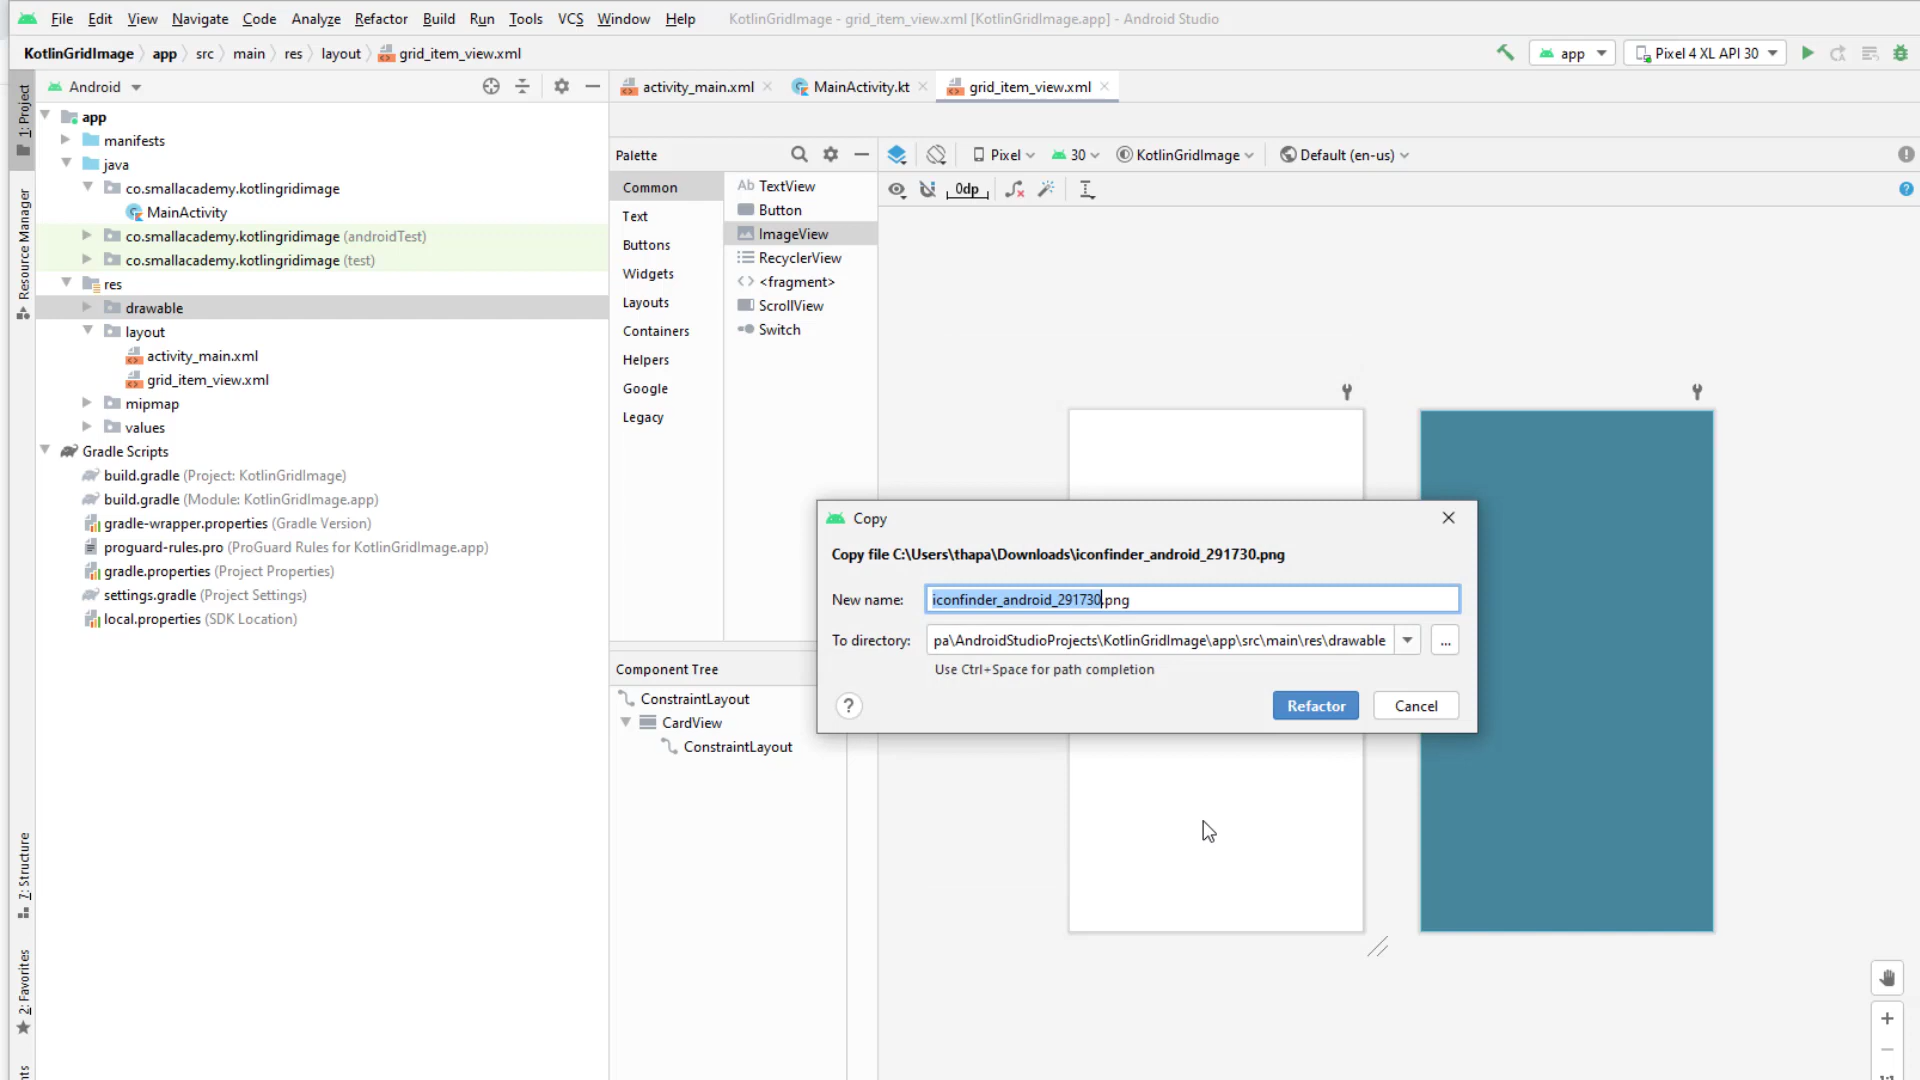 File Edit View Navigate Code Analyze Refactor Build Run Tools VCS Window Help KotlinGridImage - grid_item_view.xml [KotlinGridImage.app] - Android Studio
KotlinGridImage app src main res layout grid_item_view.xml app Pixel 4 XL API 30
1: Project
Resource Manager
7: Structure
2: Favorites
Android
app
manifests
java
co.smallacademy.kotlingridimage
MainActivity
co.smallacademy.kotlingridimage (androidTest)
co.smallacademy.kotlingridimage (test)
res
drawable
layout
activity_main.xml
grid_item_view.xml
mipmap
values
Gradle Scripts
build.gradle (Project: KotlinGridImage)
build.gradle (Module: KotlinGridImage.app)
gradle-wrapper.properties (Gradle Version)
proguard-rules.pro (ProGuard Rules for KotlinGridImage.app)
gradle.properties (Project Properties)
settings.gradle (Project Settings)
local.properties (SDK Location)
activity_main.xml MainActivity.kt grid_item_view.xml
Palette
Common
Text
Buttons
Widgets
Layouts
Containers
Helpers
Google
Legacy
Ab TextView
Button
ImageView
RecyclerView
<fragment>
ScrollView
Switch
Pixel 30 KotlinGridImage Default (en-us)
0dp
Component Tree
ConstraintLayout
CardView
ConstraintLayout
Copy
Copy file C:\Users\thapa\Downloads\iconfinder_android_291730.png
New name: iconfinder_android_291730.png
To directory: pa\AndroidStudioProjects\KotlinGridImage\app\src\main\res\drawable ...
Use Ctrl+Space for path completion
? Refactor Cancel